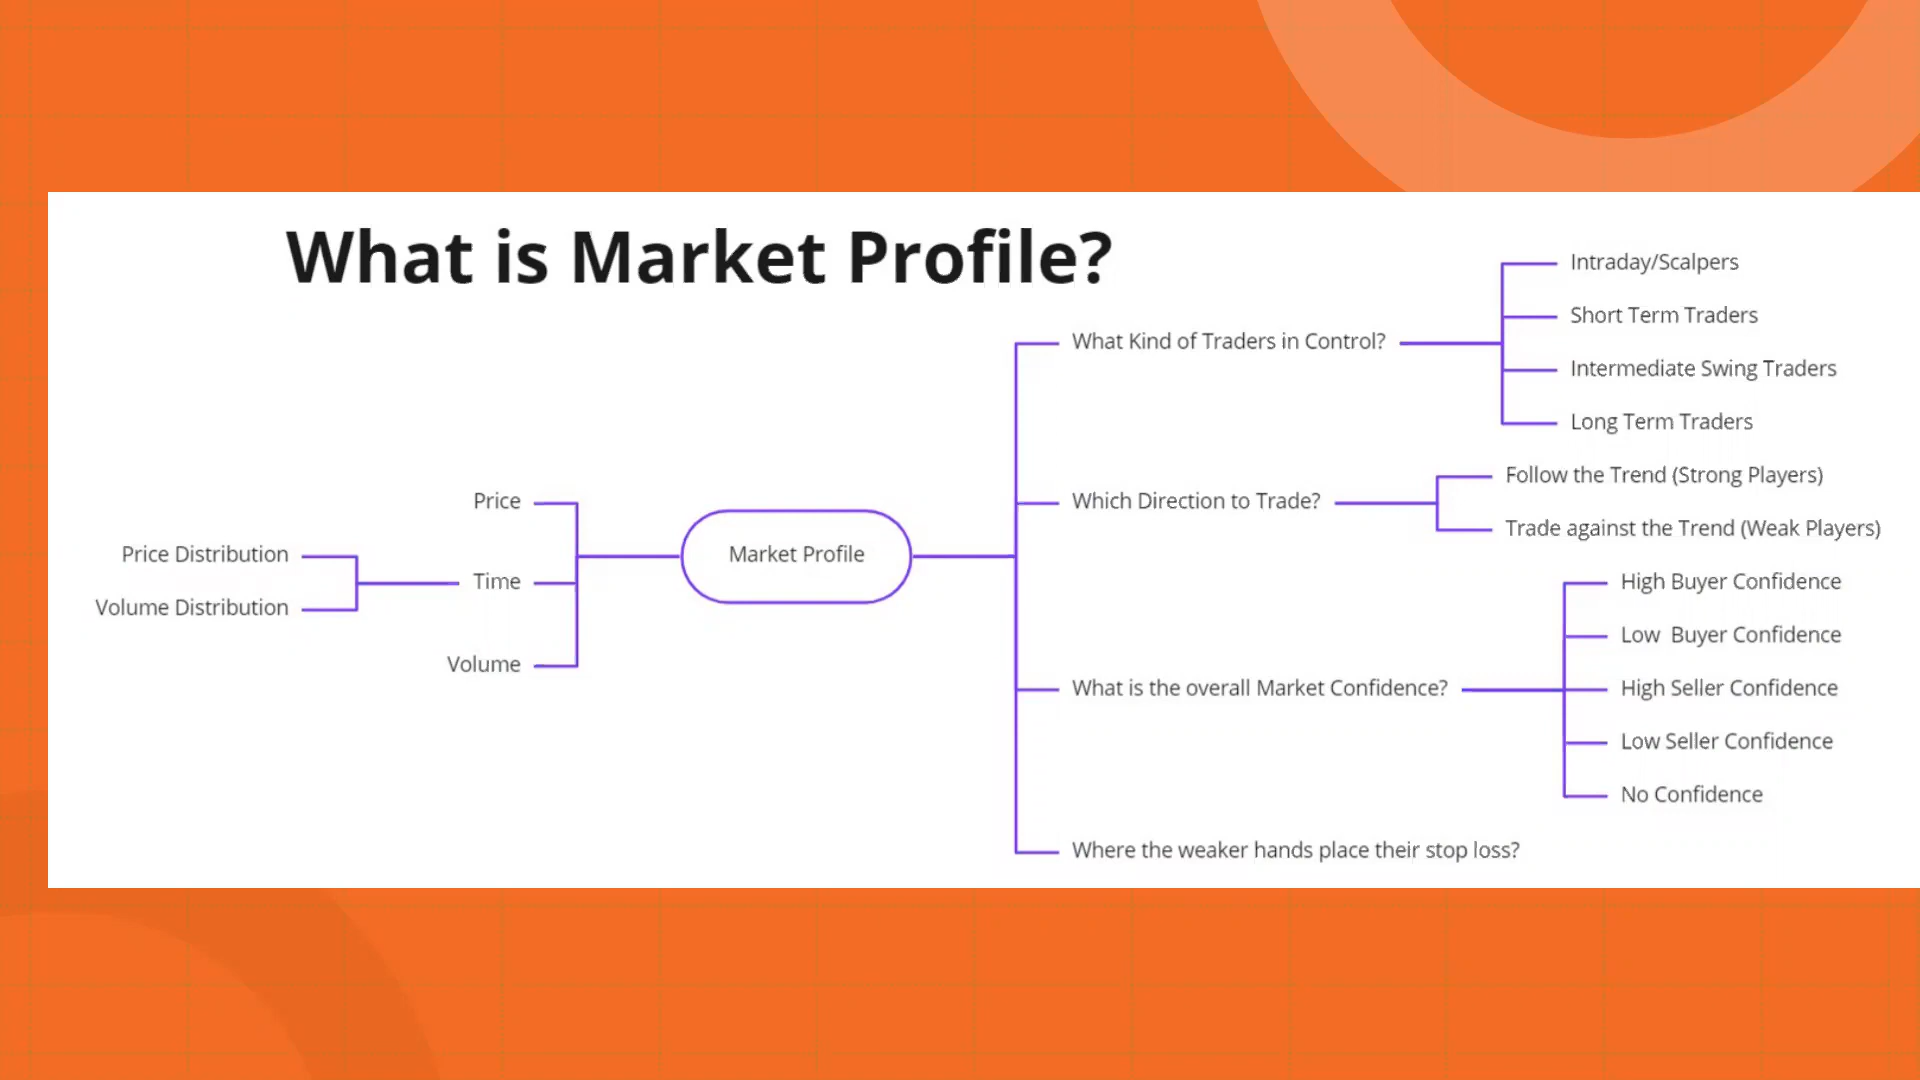 What is Market Profile?
Price
Price Distribution
Time
Volume Distribution
Volume
Market Profile
What Kind of Traders in Control?
Intraday/Scalpers
Short Term Traders
Intermediate Swing Traders
Long Term Traders
Which Direction to Trade?
Follow the Trend (Strong Players)
Trade against the Trend (Weak Players)
What is the overall Market Confidence?
High Buyer Confidence
Low  Buyer Confidence
High Seller Confidence
Low Seller Confidence
No Confidence
Where the weaker hands place their stop loss?